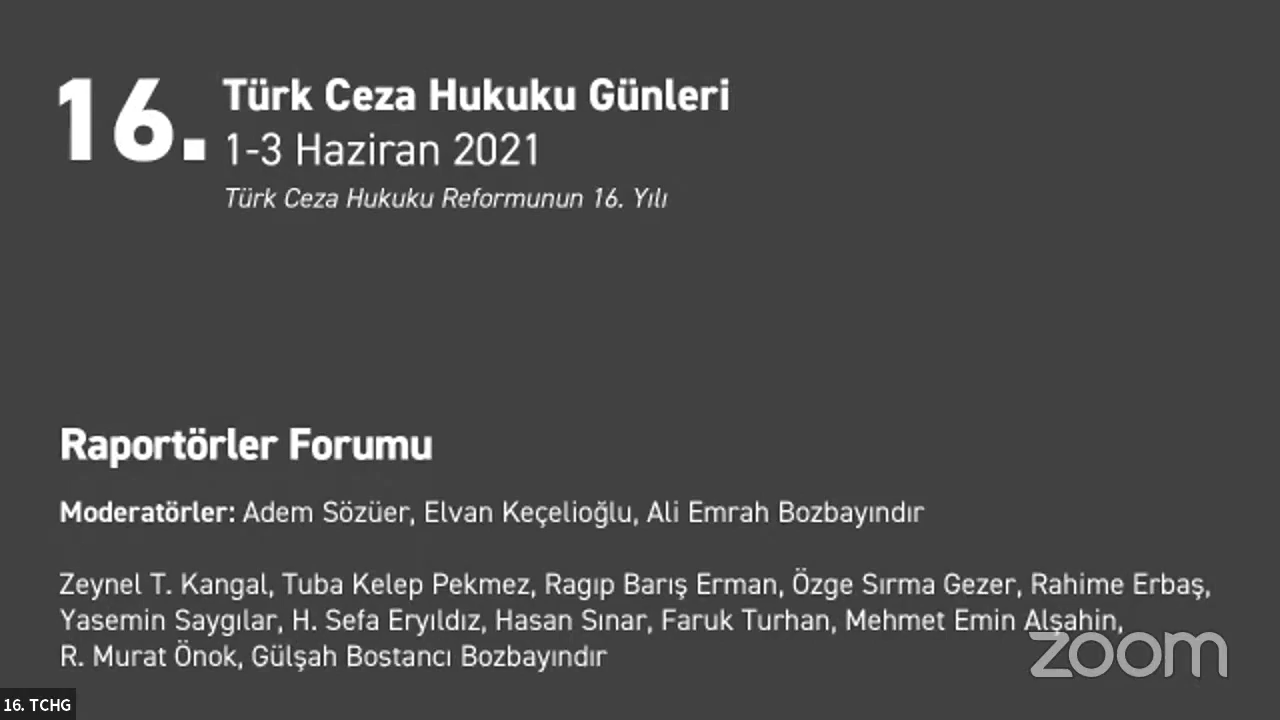 16.
Türk Ceza Hukuku Günleri
1-3 Haziran 2021
Türk Ceza Hukuku Reformunun 16. Yılı
Raportörler Forumu
Moderatörler: Adem Sözüer, Elvan Keçelioğlu, Ali Emrah Bozbayındır
Zeynel T. Kangal, Tuba Kelep Pekmez, Ragıp Barış Erman, Özge Sırma Gezer, Rahime Erbaş,
Yasemin Saygılar, H. Sefa Eryıldız, Hasan Sınar, Faruk Turhan, Mehmet Emin Alşahin,
R. Murat Önok, Gülşah Bostancı Bozbayındır
zoom
16. TCHG